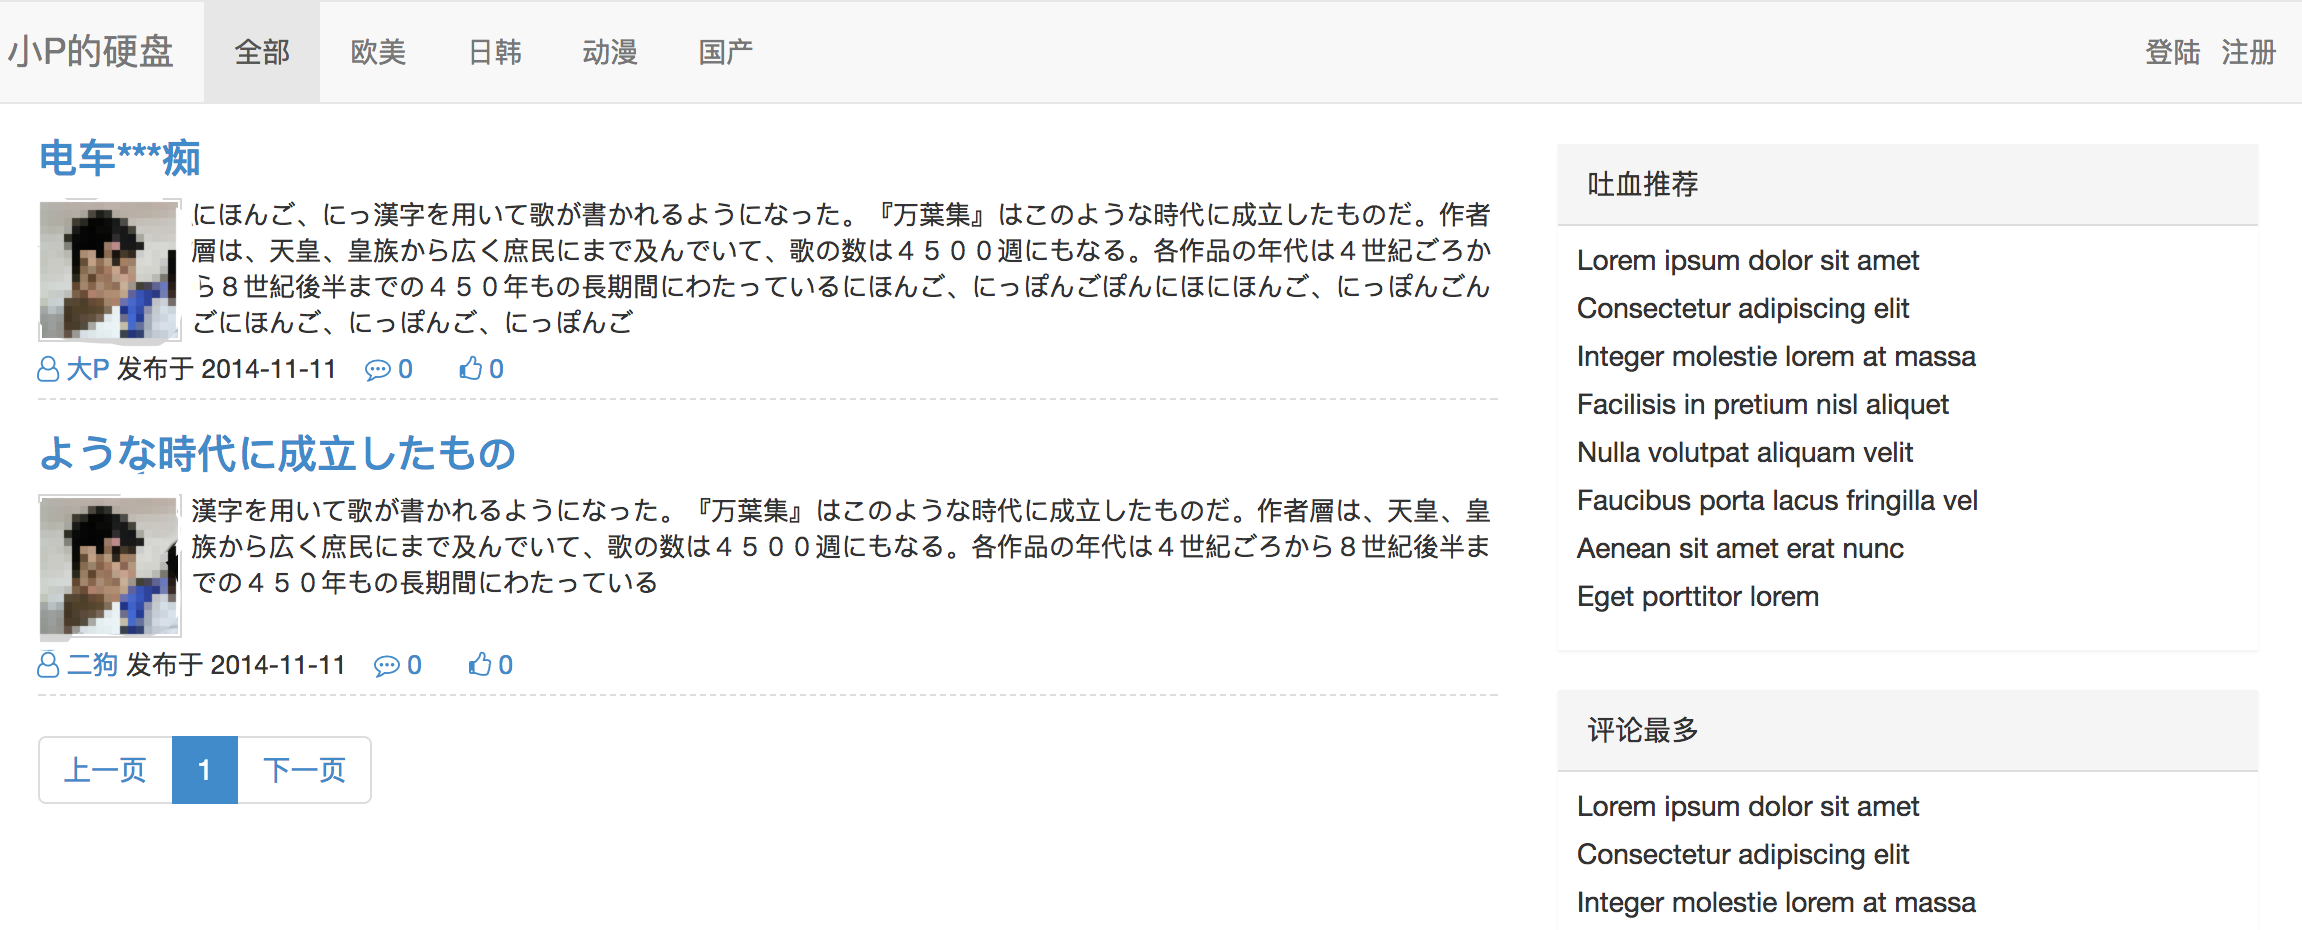 小P的硬盘 全部 欧美 日韩 动漫 国产 登陆 注册
电车***痴
にほんご、にっ漢字を用いて歌が書かれるようになった。『万葉集』はこのような時代に成立したものだ。作者
層は、天皇、皇族から広く庶民にまで及んでいて、歌の数は４５００週にもなる。各作品の年代は４世紀ごろか
ら８世紀後半までの４５０年もの長期間にわたっているにほんご、にっぽんごぽんにほにほんご、にっぽんごん
ごにほんご、にっぽんご、にっぽんご
大P 发布于 2014-11-11 0 0
ような時代に成立したもの
漢字を用いて歌が書かれるようになった。『万葉集』はこのような時代に成立したものだ。作者層は、天皇、皇
族から広く庶民にまで及んでいて、歌の数は４５００週にもなる。各作品の年代は４世紀ごろから８世紀後半ま
での４５０年もの長期間にわたっている
二狗 发布于 2014-11-11 0 0
上一页 1 下一页
吐血推荐
Lorem ipsum dolor sit amet
Consectetur adipiscing elit
Integer molestie lorem at massa
Facilisis in pretium nisl aliquet
Nulla volutpat aliquam velit
Faucibus porta lacus fringilla vel
Aenean sit amet erat nunc
Eget porttitor lorem
评论最多
Lorem ipsum dolor sit amet
Consectetur adipiscing elit
Integer molestie lorem at massa